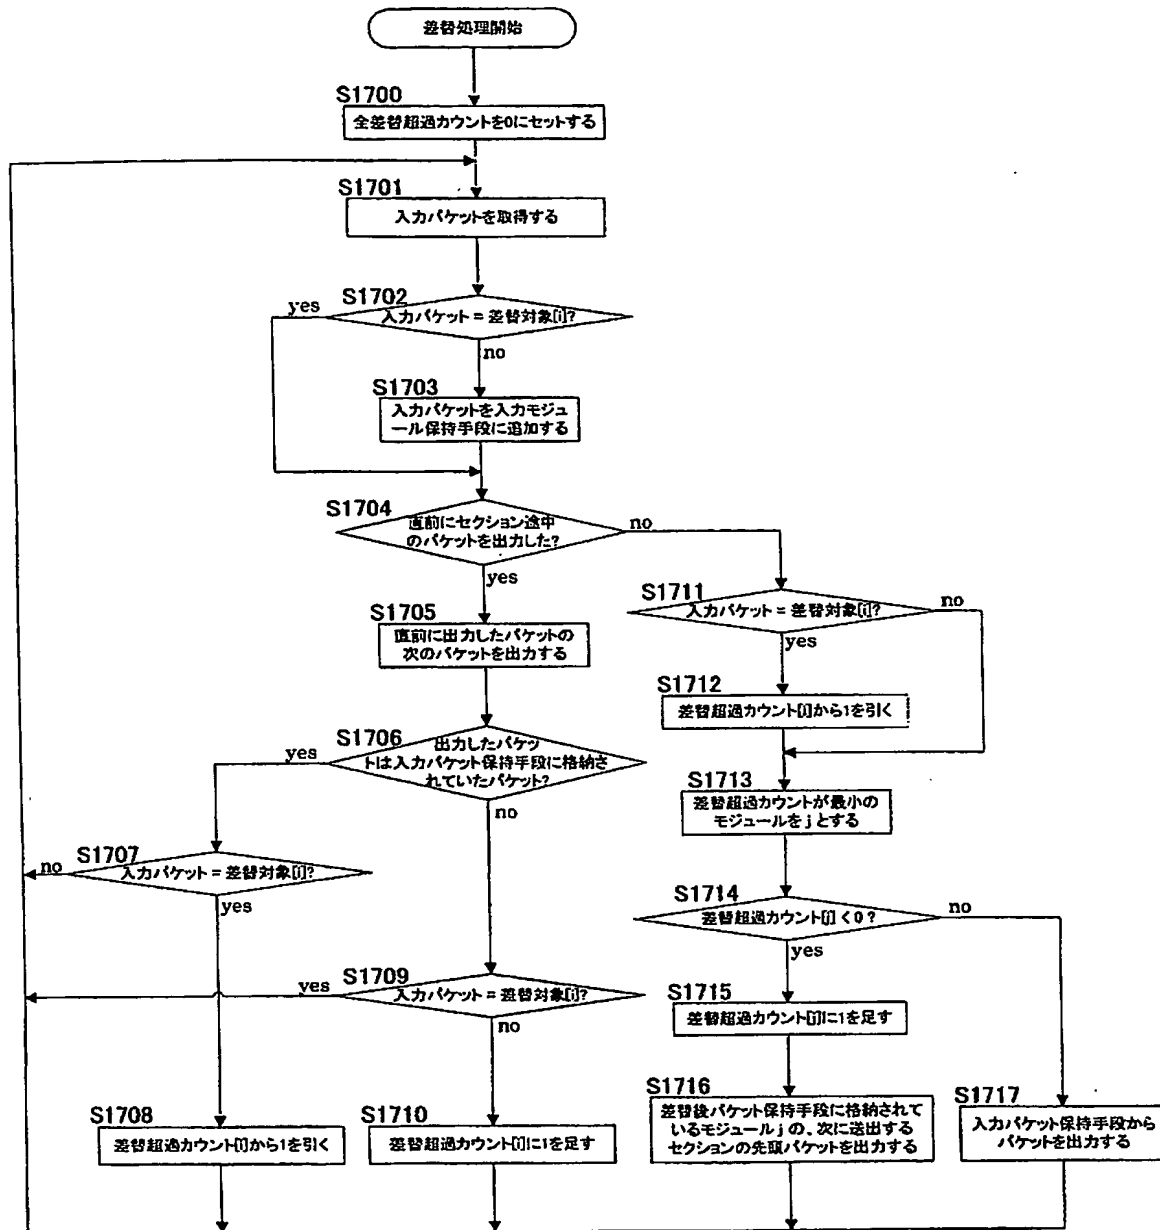 差替処理開始
S1700
全差替超過カウントを0にセットする
S1701
入力パケットを取得する
S1702
yes
入力パケット = 差替対象[i]?
no
S1703
入力パケットを入力モジュ
ール保持手段に追加する
S1704
直前にセクション途中
のパケットを出力した?
no
yes
S1705
直前に出力したパケットの
次のパケットを出力する
S1706
yes
出力したパケッ
トは入力パケット保持手段に格納さ
れていたパケット?
no
S1707
no
入力パケット = 差替対象[i]?
yes
S1709
yes
入力パケット = 差替対象[i]?
no
S1708
差替超過カウント[i]から1を引く
S1710
差替超過カウント[i]に1を足す
S1711
入力パケット = 差替対象[i]?
no
yes
S1712
差替超過カウント[i]から1を引く
S1713
差替超過カウントが最小の
モジュールをjとする
S1714
差替超過カウント[j] < 0?
no
yes
S1715
差替超過カウント[j]に1を足す
S1716
差替後パケット保持手段に格納されて
いるモジュールjの、次に送出する
セクションの先頭パケットを出力する
S1717
入力パケット保持手段から
パケットを出力する